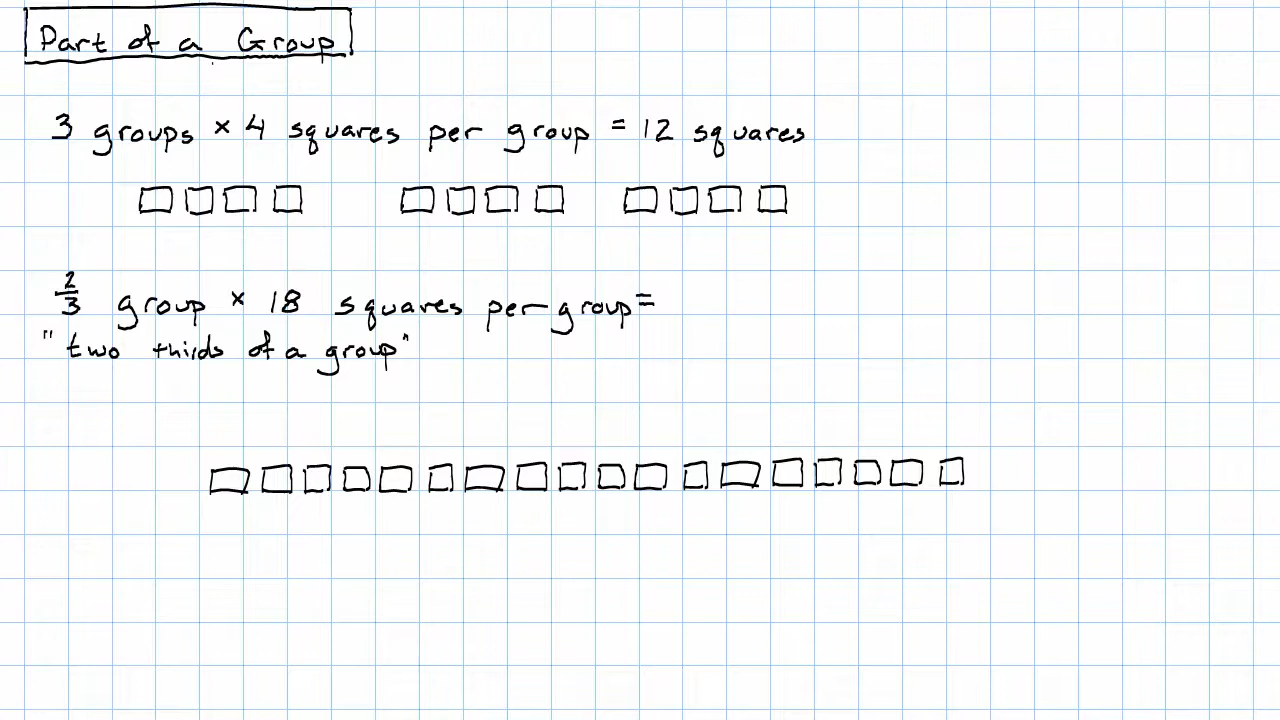 Part of a Group
3 groups × 4 squares per group = 12 squares
2/3 group × 18 squares per group =
"two thirds of a group"